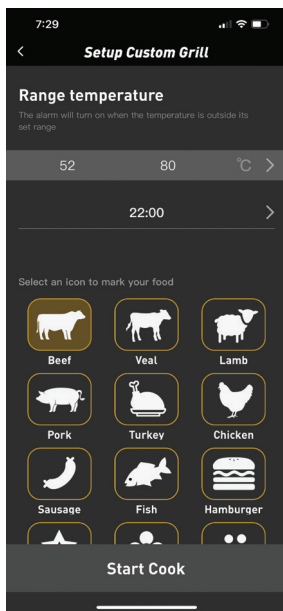 7:29
Setup Custom Grill
Range temperature
The alarm will turn on when the temperature is outside its
set range
52 80 °C
22:00
Select an icon to mark your food
Beef Veal Lamb
Pork Turkey Chicken
Sausage Fish Hamburger
Start Cook